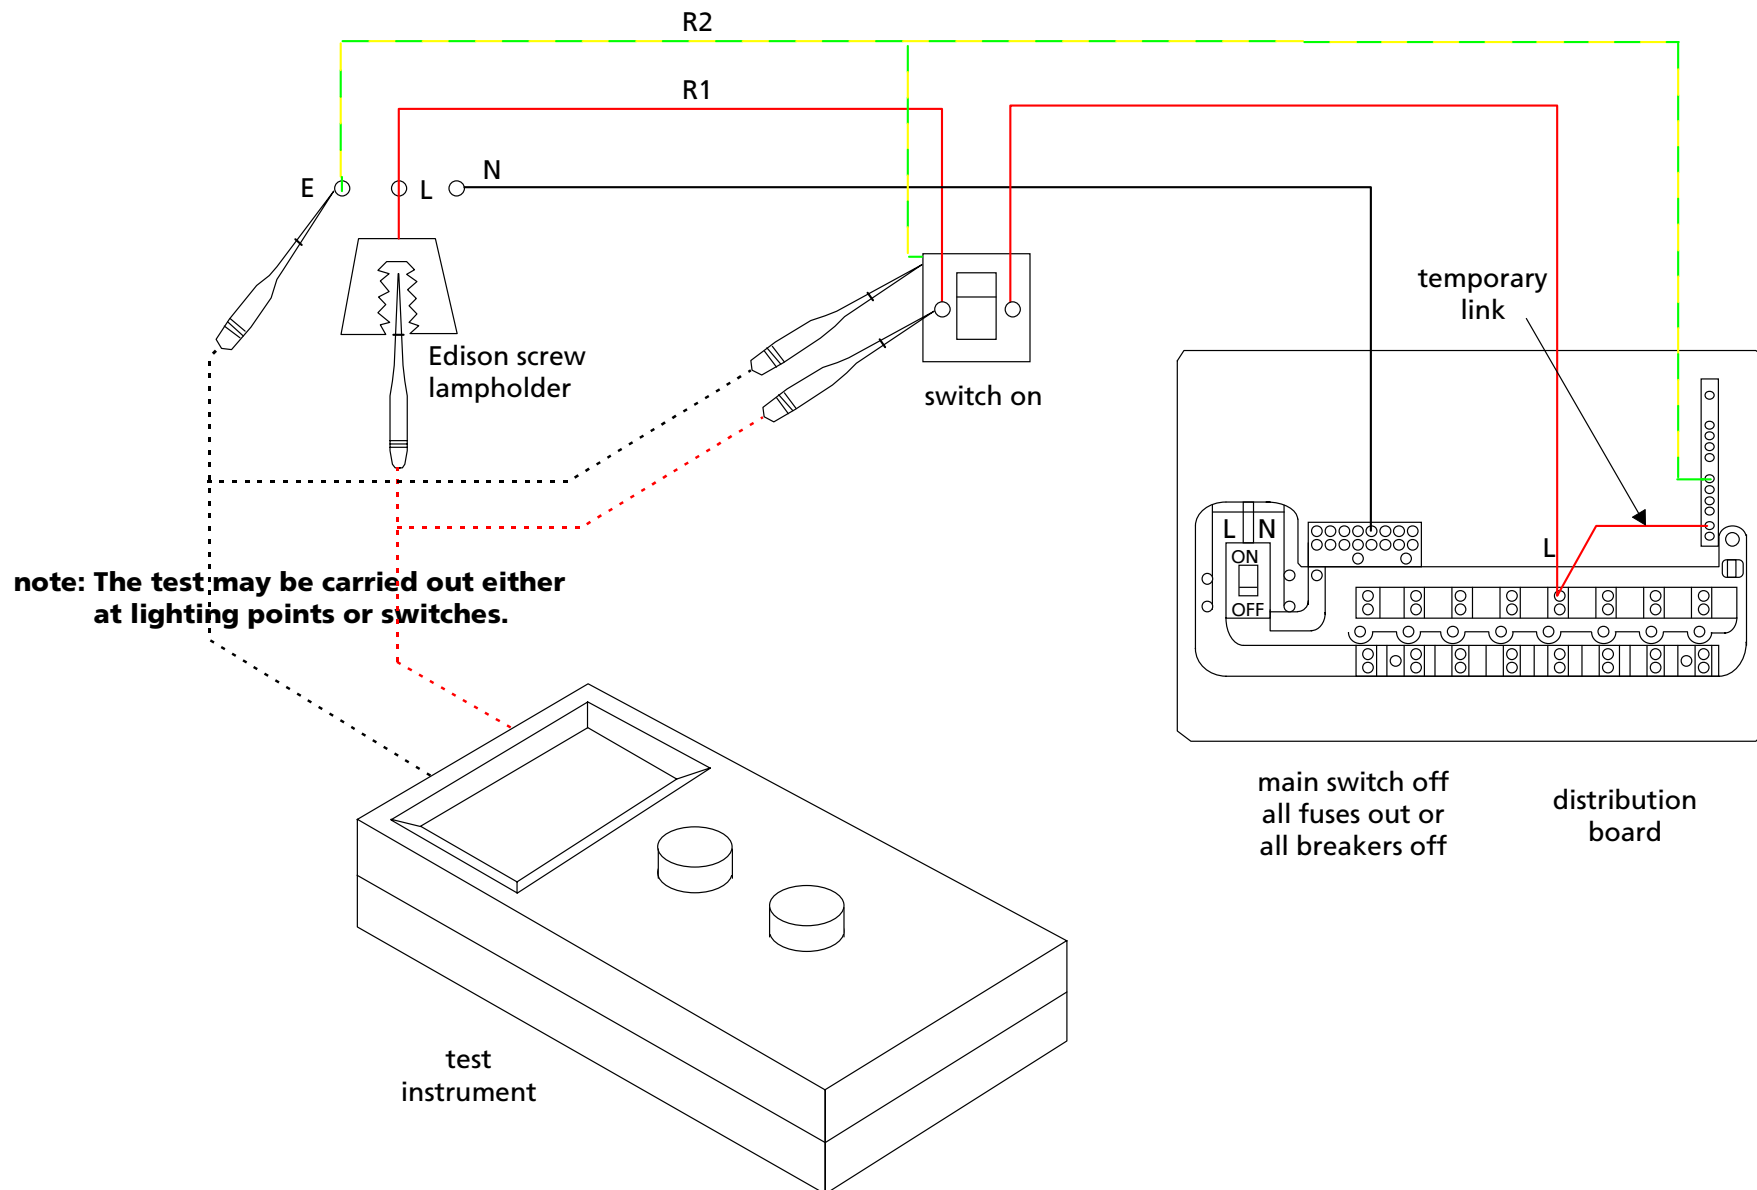 R2
R1
E
L
N
Edison screw
lampholder
switch on
temporary
link
L N
ON
OFF
L
note: The test may be carried out either
at lighting points or switches.
main switch off
all fuses out or
all breakers off
distribution
board
test
instrument